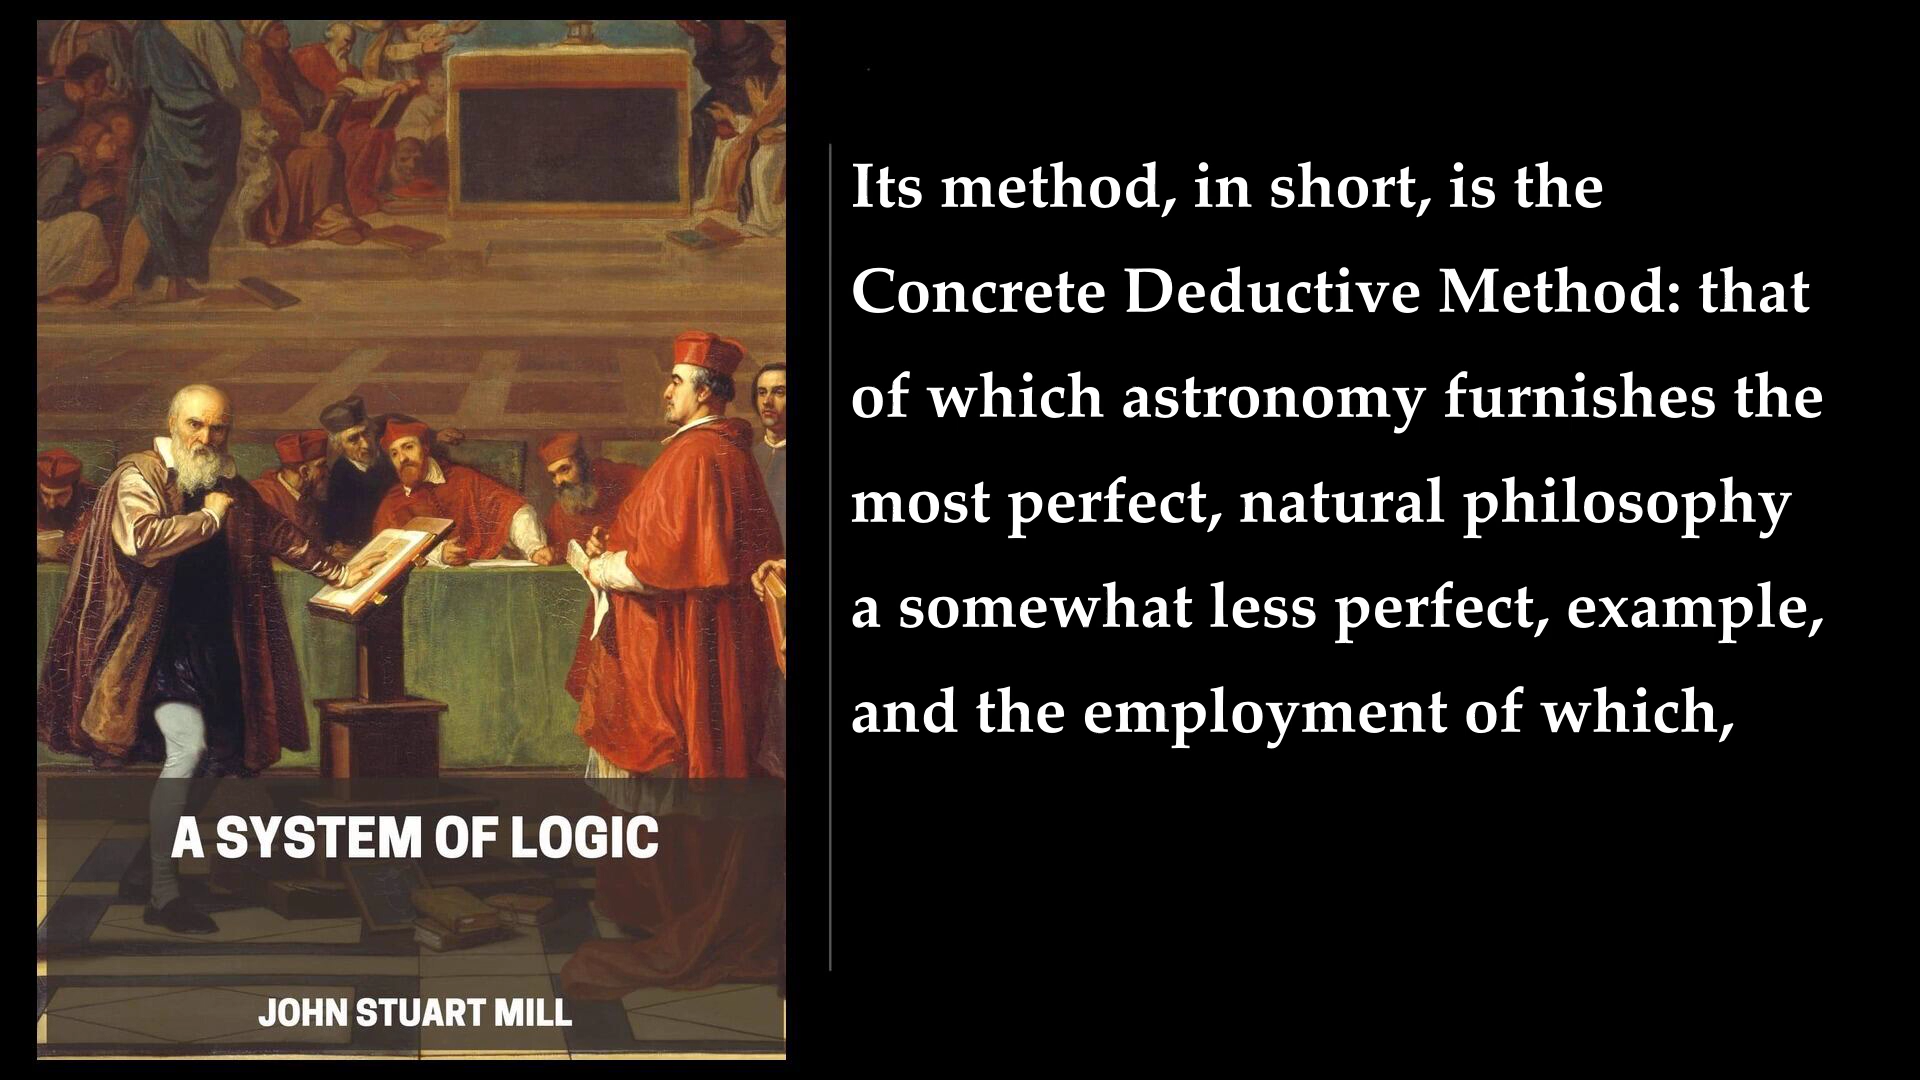 A SYSTEM OF LOGIC
JOHN STUART MILL
Its method, in short, is the
Concrete Deductive Method: that
of which astronomy furnishes the
most perfect, natural philosophy
a somewhat less perfect, example,
and the employment of which,